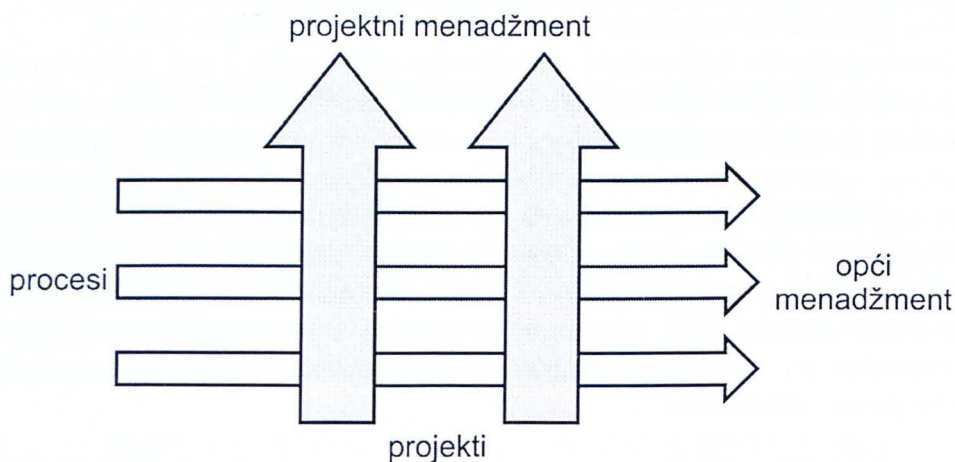 projektni menadžment
procesi
opći
menadžment
projekti